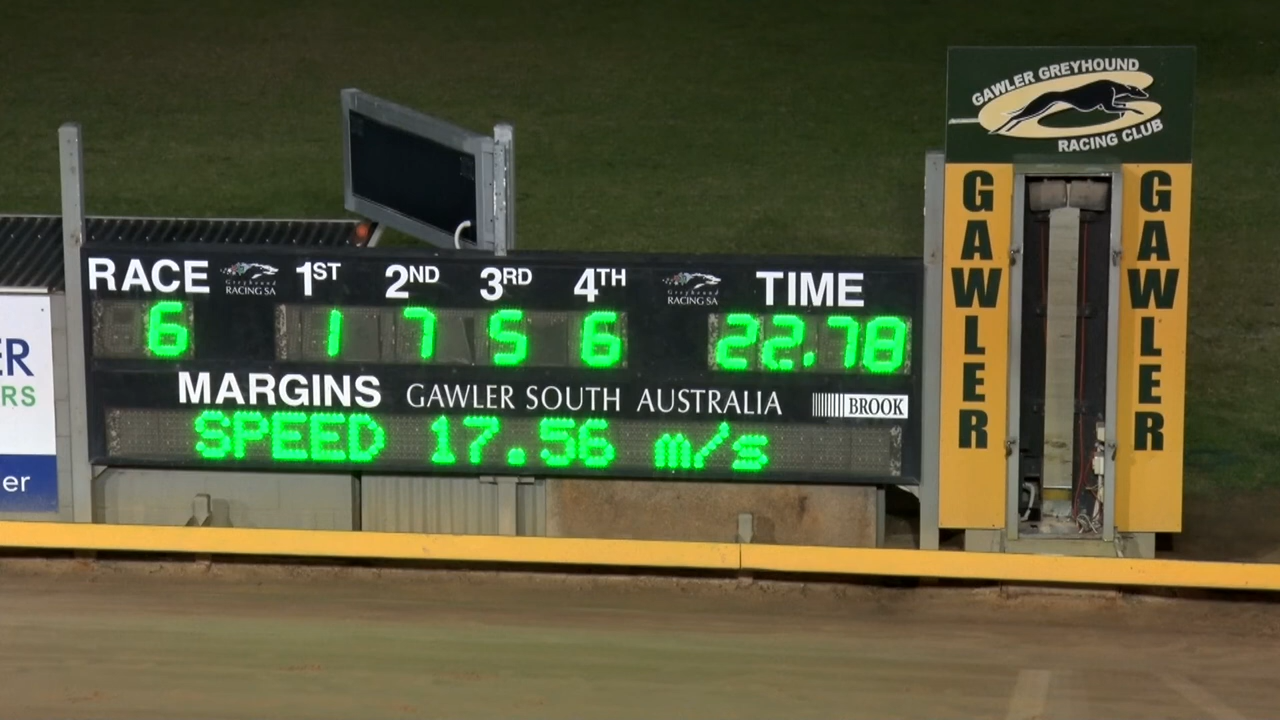 GAWLER GREYHOUND
RACING CLUB
GAWLER
GAWLER
RACE
Greyhound
RACING SA
1ST
2ND
3RD
4TH
Greyhound
RACING SA
TIME
6
1
7
5
6
22.78
MARGINS
GAWLER SOUTH AUSTRALIA
BROOK
SPEED 17.56 m/s
ER
RS
er